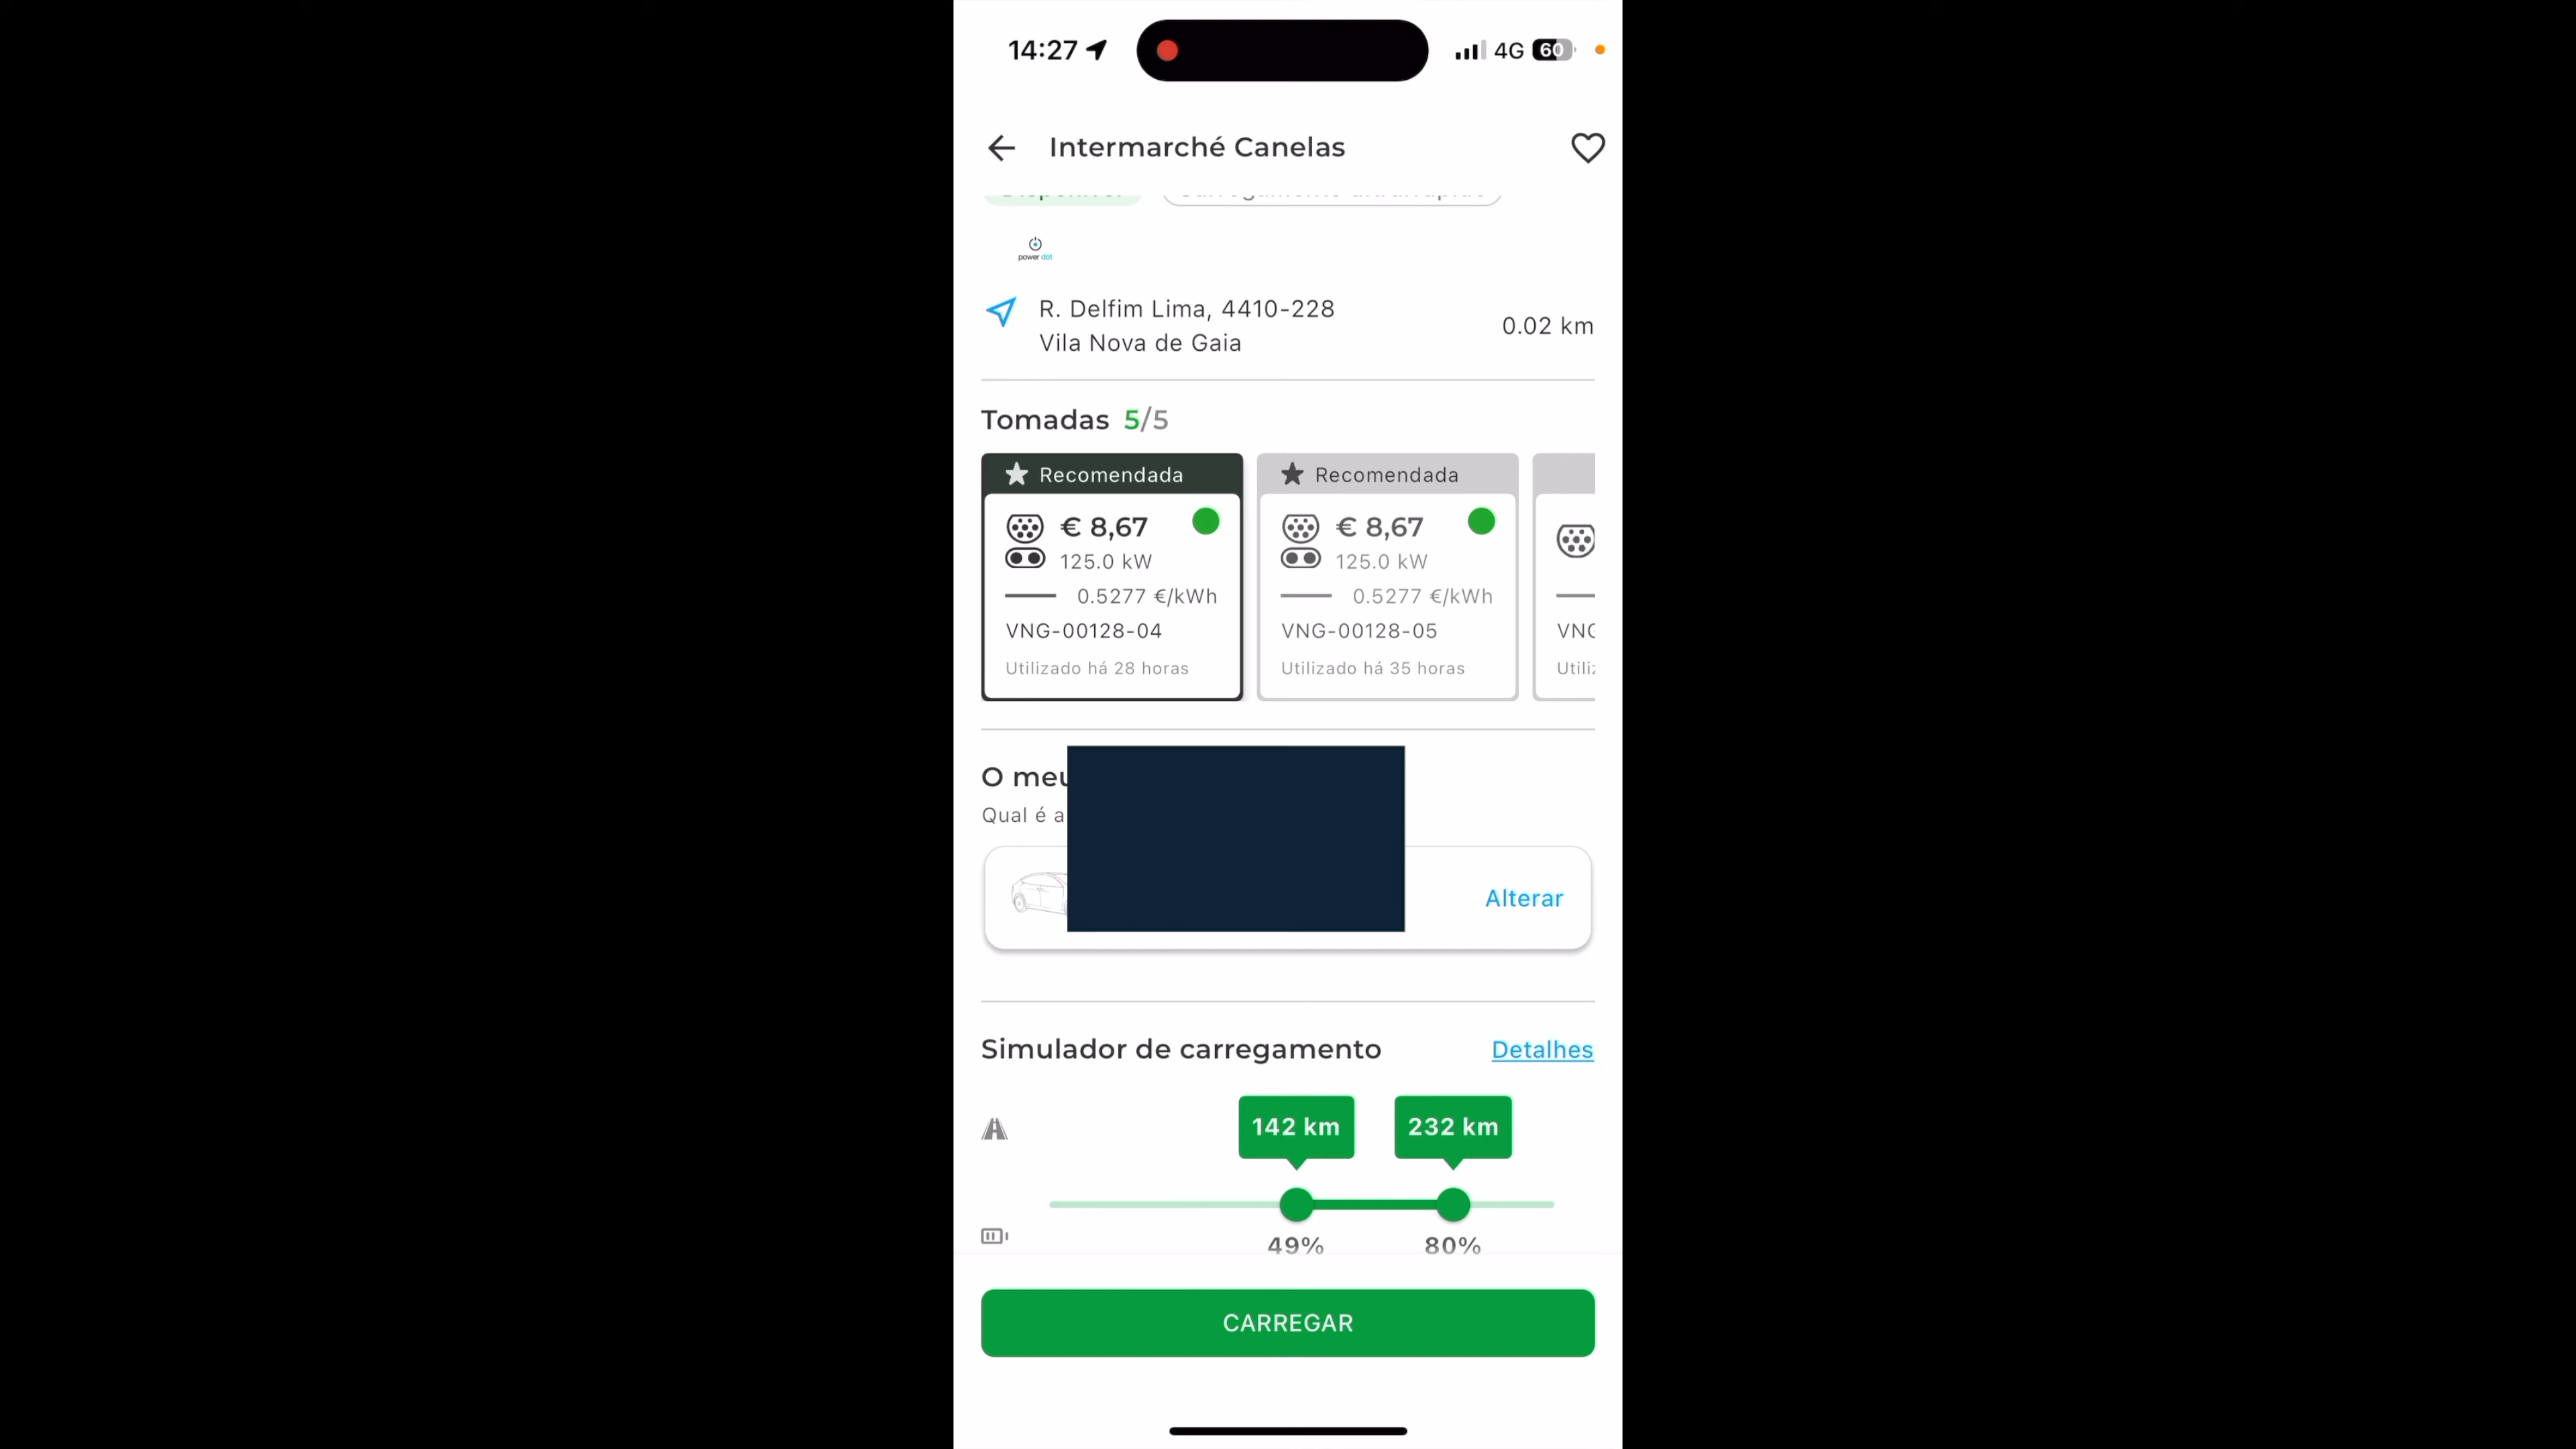 14:27 4G 60
Intermarché Canelas
power dot
R. Delfim Lima, 4410-228
Vila Nova de Gaia
0.02 km
Tomadas 5/5
Recomendada
€ 8,67
125.0 kW
0.5277 €/kWh
VNG-00128-04
Utilizado há 28 horas
Recomendada
€ 8,67
125.0 kW
0.5277 €/kWh
VNG-00128-05
Utilizado há 35 horas
O meu
Qual é a
Alterar
Simulador de carregamento
Detalhes
142 km 232 km
49% 80%
CARREGAR